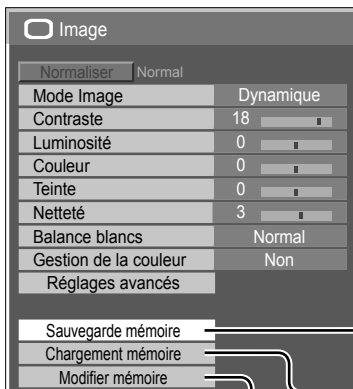 Image
Normaliser Normal
Mode Image Dynamique
Contraste 18
Luminosité 0
Couleur 0
Teinte 0
Netteté 3
Balance blancs Normal
Gestion de la couleur Non
Réglages avancés
Sauvegarde mémoire
Chargement mémoire
Modifier mémoire